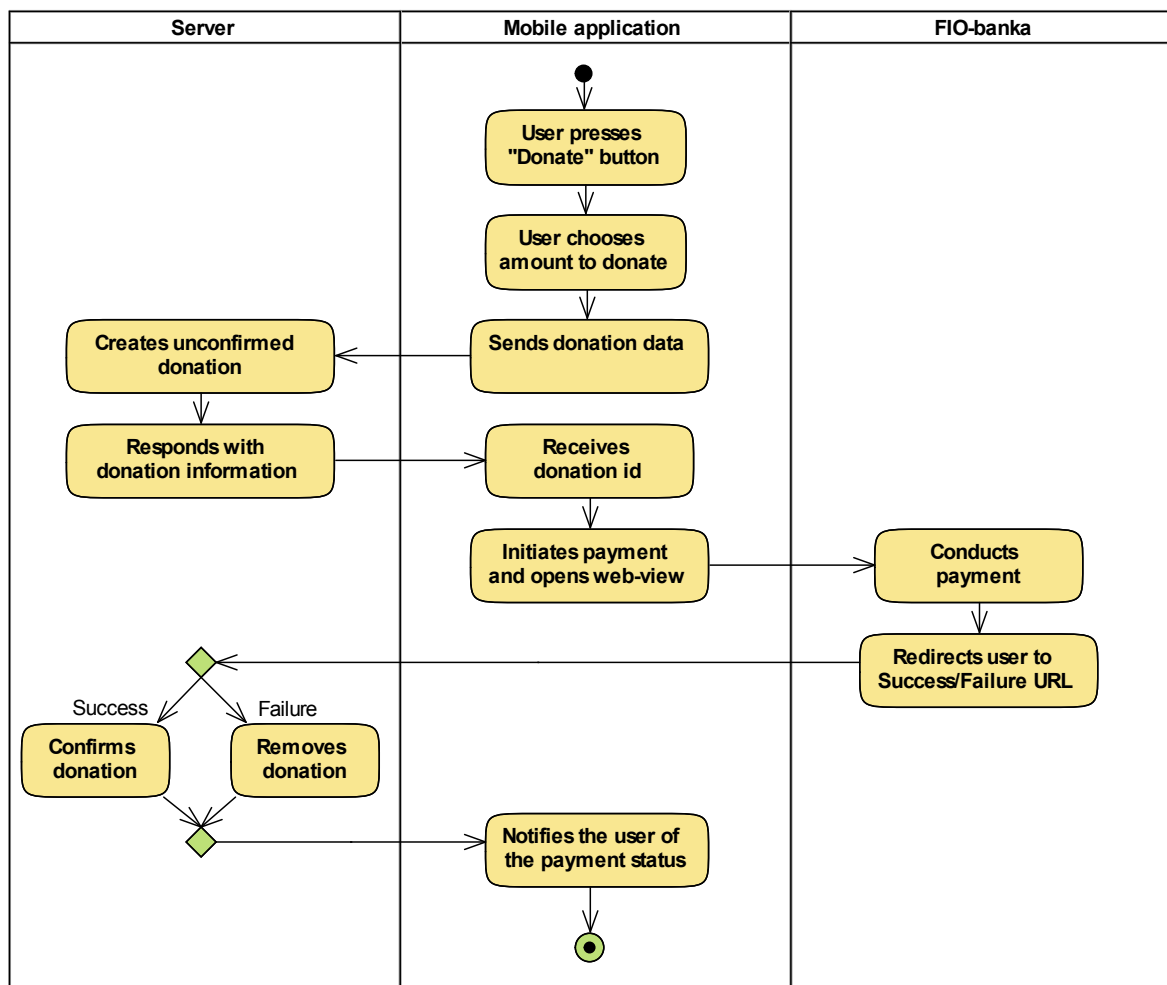 Server
Mobile application
FIO-banka
User presses
"Donate" button
User chooses
amount to donate
Sends donation data
Creates unconfirmed
donation
Responds with
donation information
Receives
donation id
Initiates payment
and opens web-view
Conducts
payment
Redirects user to
Success/Failure URL
Success
Failure
Confirms
donation
Removes
donation
Notifies the user of
the payment status